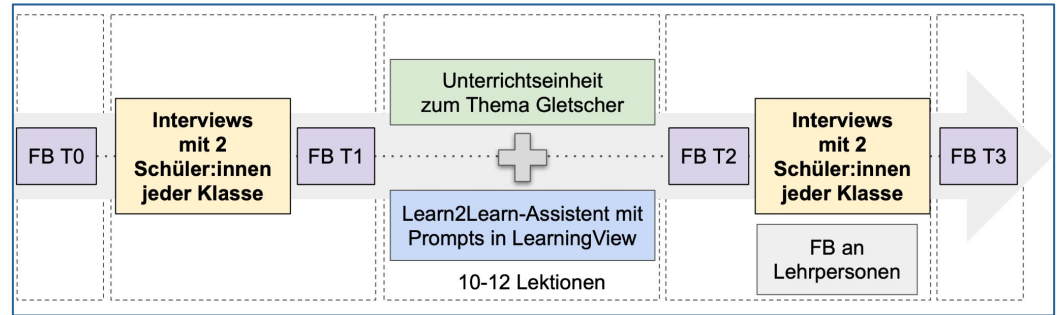 FB T0
Interviews
mit 2
Schüler:innen
jeder Klasse
FB T1
Unterrichtseinheit
zum Thema Gletscher
Learn2Learn-Assistent mit
Prompts in LearningView
10-12 Lektionen
FB T2
Interviews
mit 2
Schüler:innen
jeder Klasse
FB an
Lehrpersonen
FB T3